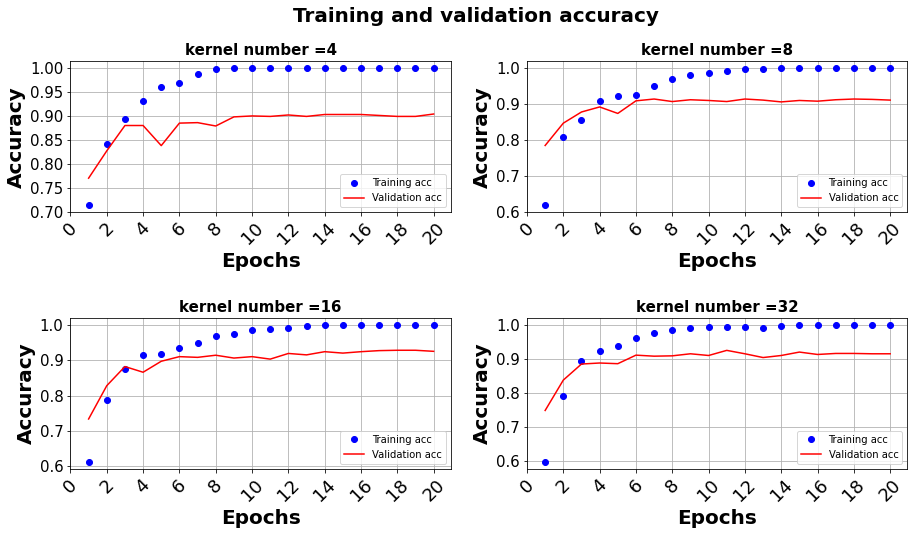 Training and validation accuracy
kernel number =4
Accuracy
1.00
0.95
0.90
0.85
0.80
0.75
0.70
Training acc
Validation acc
0 2 4 6 8 10 12 14 16 18 20
Epochs
kernel number =8
Accuracy
1.0
0.9
0.8
0.7
0.6
Training acc
Validation acc
0 2 4 6 8 10 12 14 16 18 20
Epochs
kernel number =16
Accuracy
1.0
0.9
0.8
0.7
0.6
Training acc
Validation acc
0 2 4 6 8 10 12 14 16 18 20
Epochs
kernel number =32
Accuracy
1.0
0.9
0.8
0.7
0.6
Training acc
Validation acc
0 2 4 6 8 10 12 14 16 18 20
Epochs